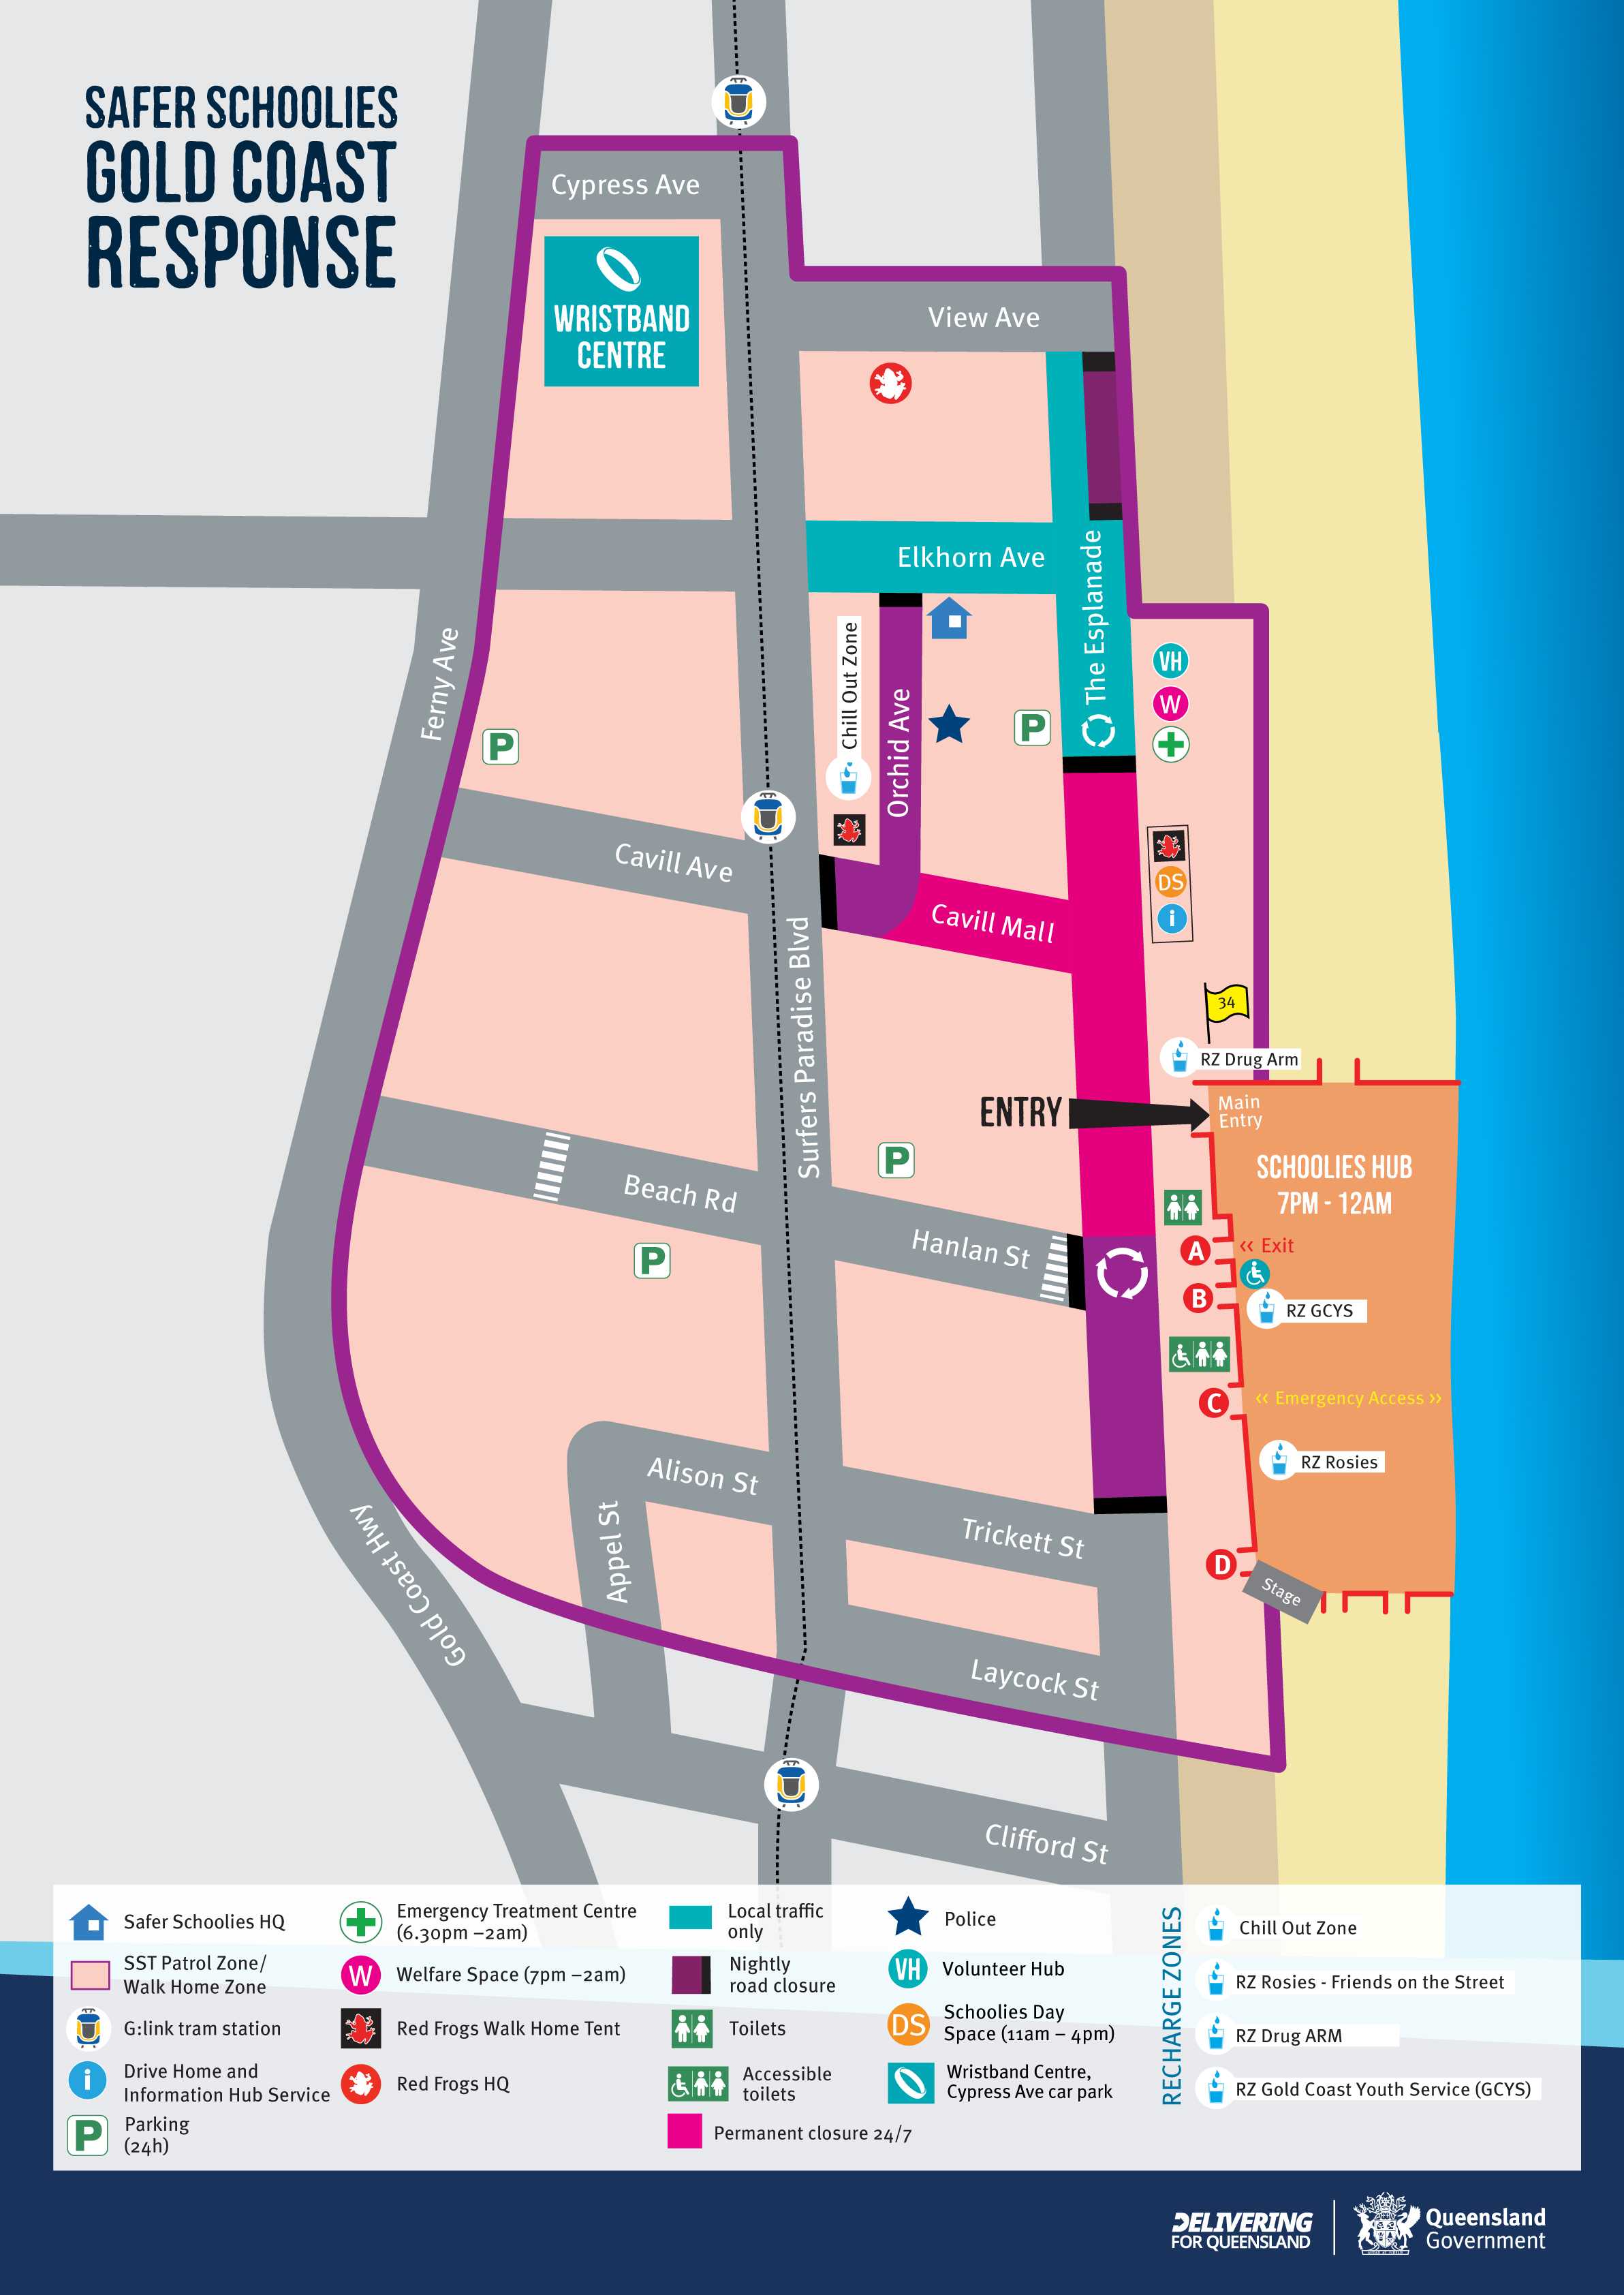 SAFER SCHOOLIES
GOLD COAST
RESPONSE
Cypress Ave
WRISTBAND
CENTRE
View Ave
Elkhorn Ave
The Esplanade
Ferny Ave
Chill Out Zone
Orchid Ave
P
P
VH
W
Cavill Ave
Cavill Mall
DS
i
Surfers Paradise Blvd
34
RZ Drug Arm
ENTRY
Main
Entry
SCHOOLIES HUB
7PM - 12AM
P
Beach Rd
Hanlan St
P
A
<< Exit
B
RZ GCYS
C
<< Emergency Access >>
RZ Rosies
Alison St
Appel St
Trickett St
D
Stage
Gold Coast Hwy
Laycock St
Clifford St
Safer Schoolies HQ
SST Patrol Zone/
Walk Home Zone
G:link tram station
i
Drive Home and
Information Hub Service
P
Parking
(24h)
Emergency Treatment Centre
(6.30pm –2am)
W
Welfare Space (7pm –2am)
Red Frogs Walk Home Tent
Red Frogs HQ
Local traffic
only
Nightly
road closure
Toilets
Accessible
toilets
Permanent closure 24/7
Police
VH
Volunteer Hub
DS
Schoolies Day
Space (11am – 4pm)
Wristband Centre,
Cypress Ave car park
RECHARGE ZONES
Chill Out Zone
RZ Rosies - Friends on the Street
RZ Drug ARM
RZ Gold Coast Youth Service (GCYS)
DELIVERING
FOR QUEENSLAND
Queensland
Government